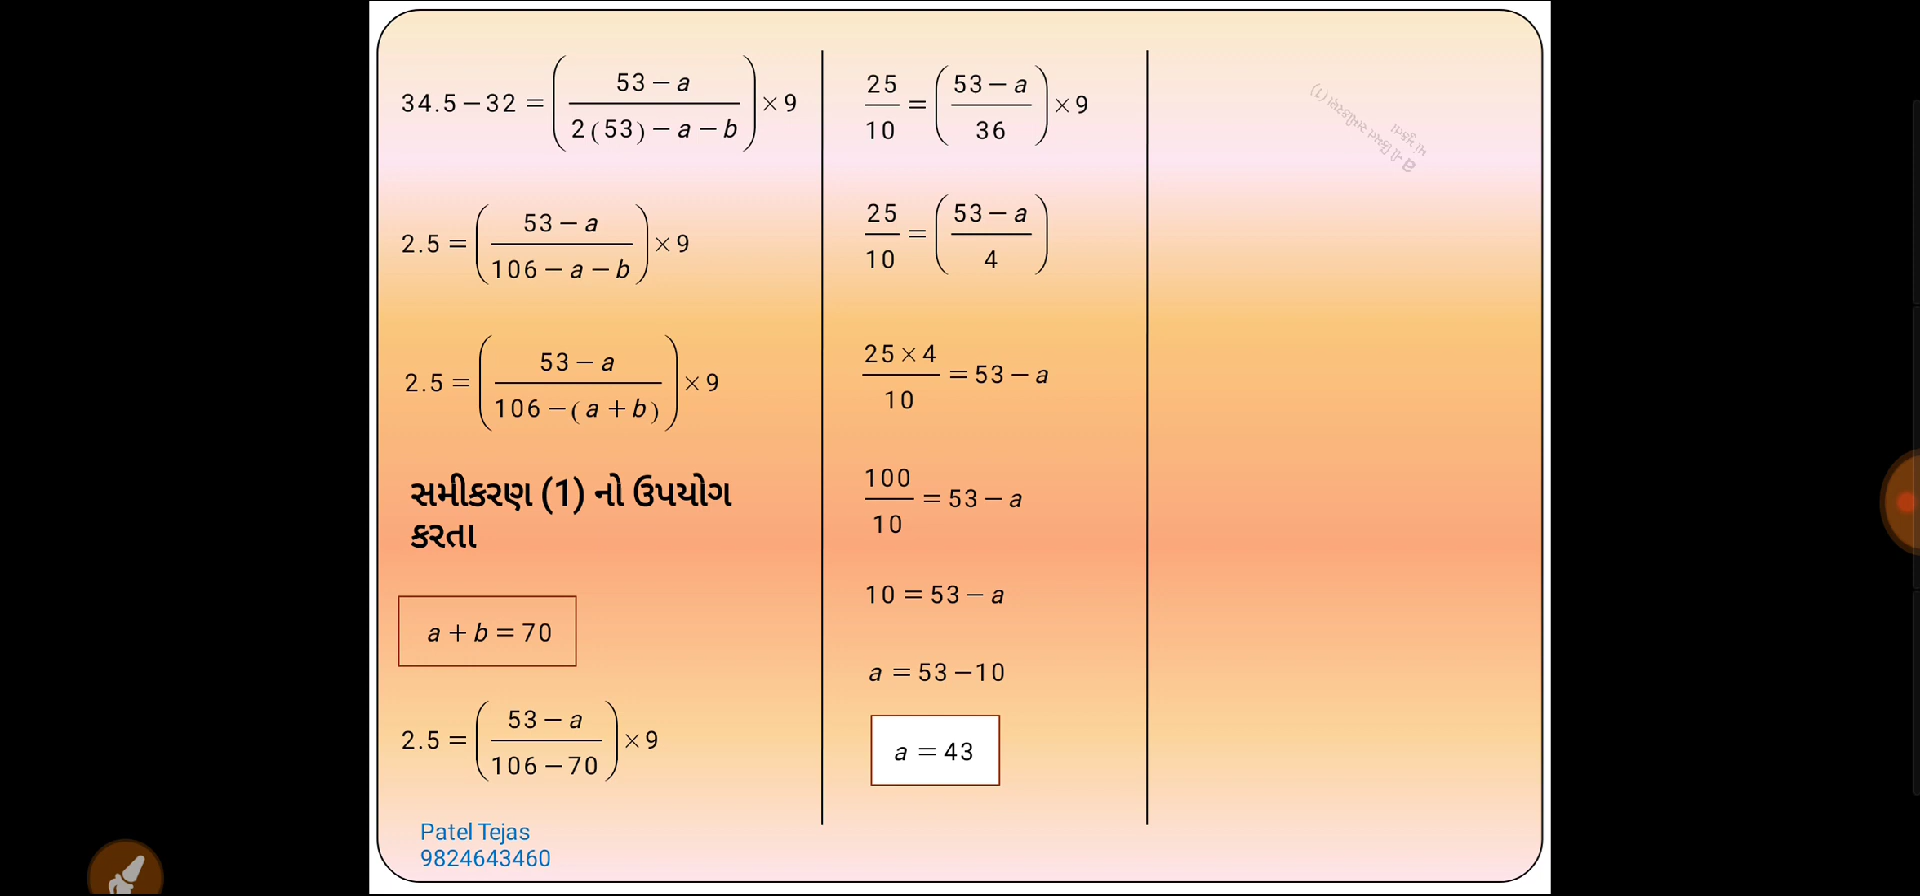 34.5 − 32 = ( 53 − a / 2(53) − a − b ) × 9
2.5 = ( 53 − a / 106 − a − b ) × 9
2.5 = ( 53 − a / 106 − (a + b) ) × 9
સમીકરણ (1) નો ઉપયોગ
કરતા
a + b = 70
2.5 = ( 53 − a / 106 − 70 ) × 9
Patel Tejas
9824643460
25 / 10 = ( 53 − a / 36 ) × 9
25 / 10 = ( 53 − a / 4 )
25 × 4 / 10 = 53 − a
100 / 10 = 53 − a
10 = 53 − a
a = 53 − 10
a = 43